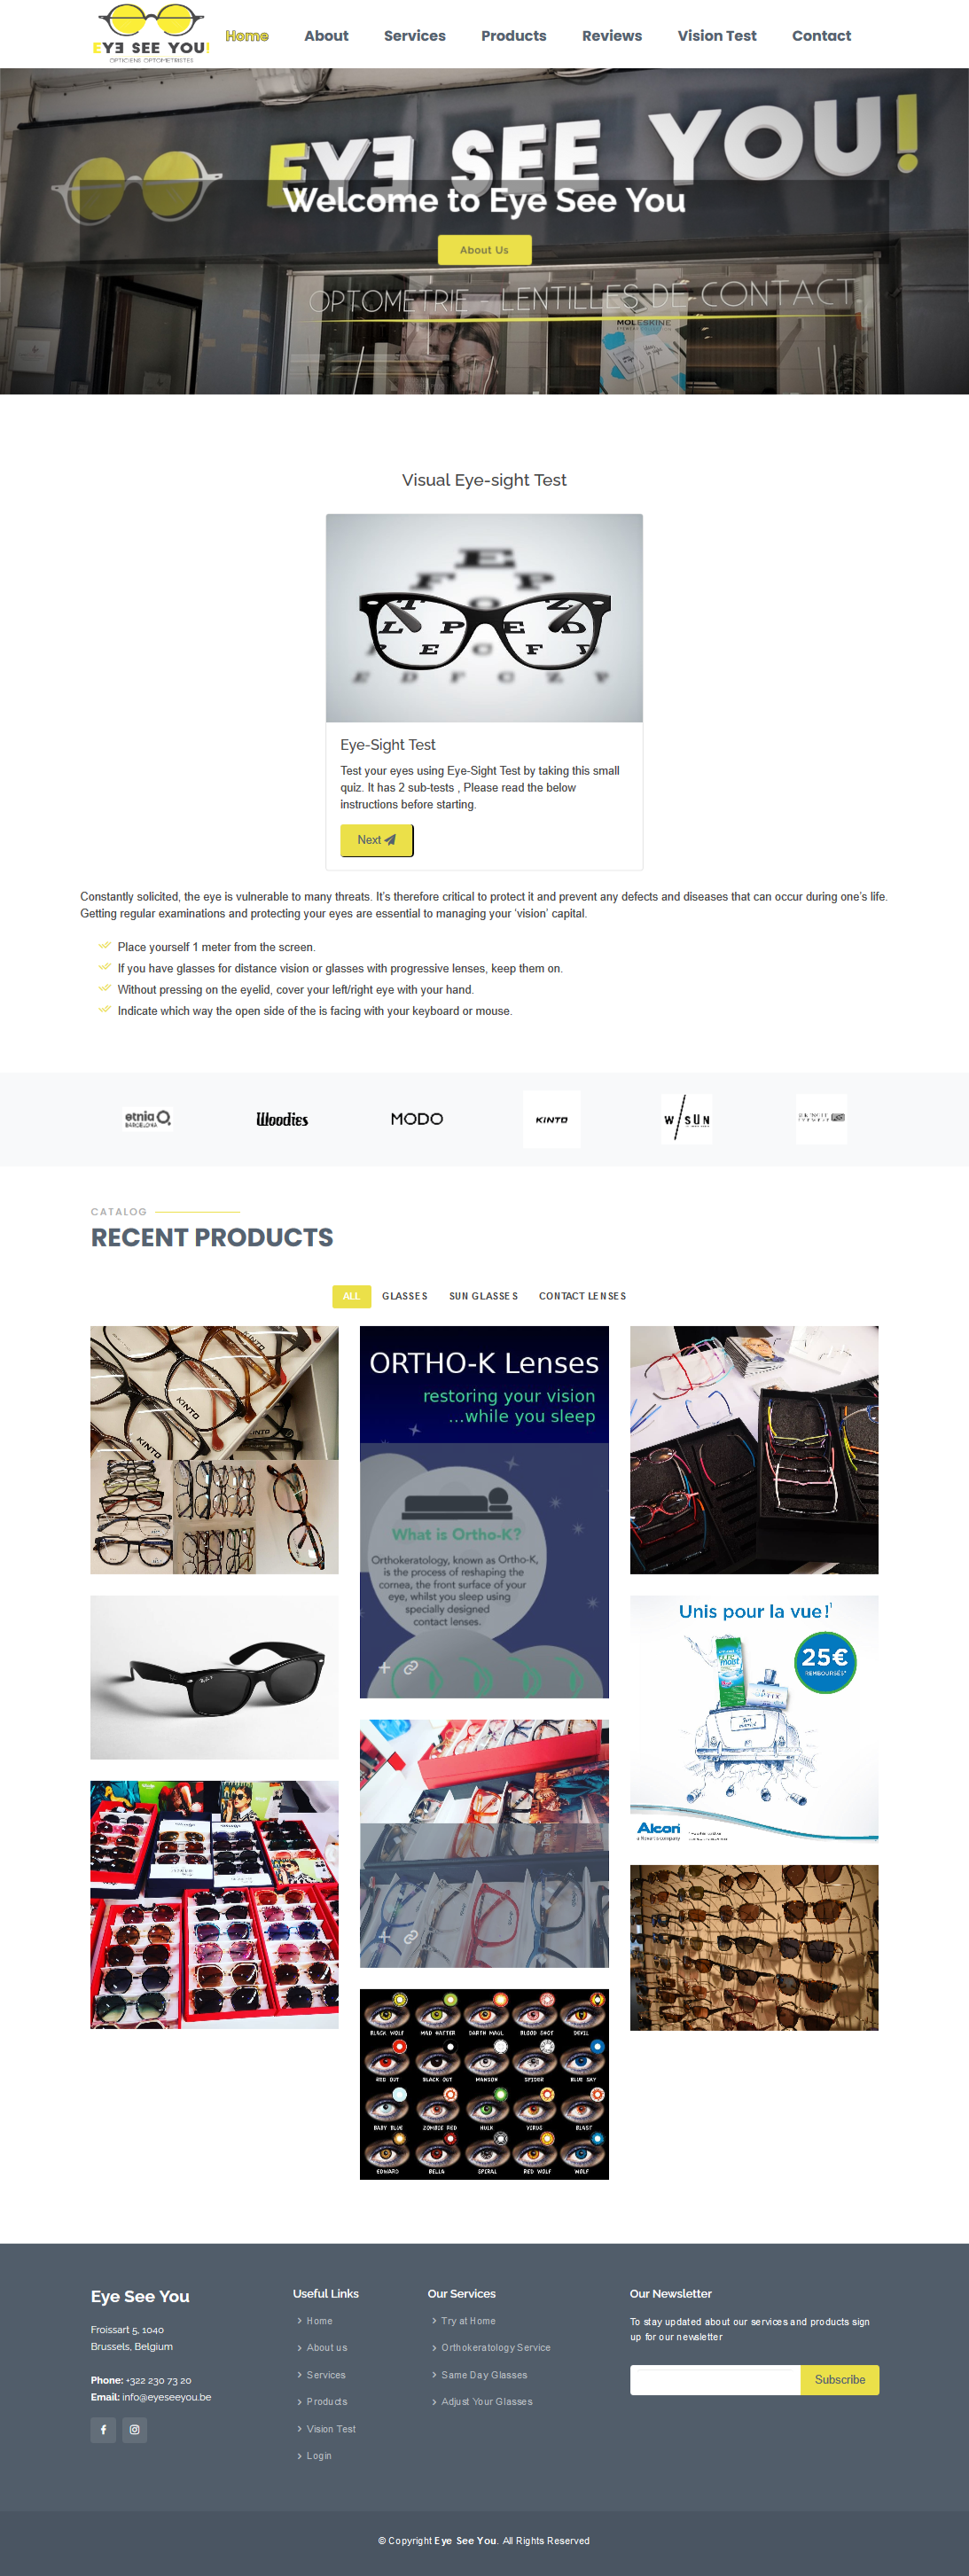 EYE SEE YOU!
OPTICIENS OPTOMETRISTES
Home
About
Services
Products
Reviews
Vision Test
Contact
EYE SEE YOU!
Welcome to Eye See You
About Us
OPTOMETRIE - LENTILLES DE CONTACT
MOLESKINE
Visual Eye-sight Test
E
F P
T O Z
L P E D
P E C F D
E D F C Z P
Eye-Sight Test
Test your eyes using Eye-Sight Test by taking this small
quiz. It has 2 sub-tests , Please read the below
instructions before starting.
Next
Constantly solicited, the eye is vulnerable to many threats. It's therefore critical to protect it and prevent any defects and diseases that can occur during one's life.
Getting regular examinations and protecting your eyes are essential to managing your 'vision' capital.
Place yourself 1 meter from the screen.
If you have glasses for distance vision or glasses with progressive lenses, keep them on.
Without pressing on the eyelid, cover your left/right eye with your hand.
Indicate which way the open side of the is facing with your keyboard or mouse.
etnia
BARCELONA
Woodies
MODO
KINTO
W/SUN
CATALOG
RECENT PRODUCTS
ALL
GLASSES
SUN GLASSES
CONTACT LENSES
KINTO
KINTO
KINTO
ORTHO-K Lenses
restoring your vision
...while you sleep
What is Ortho-K?
Orthokeratology, known as Ortho-K,
is the process of reshaping the
cornea, the front surface of your
eye, whilst you sleep using
specially designed
contact lenses.
Unis pour la vue!¹
25€
REMBOURSÉS*
moist
Alcon
a Novartis company
BLACK WOLF
MAD HATTER
DARTH MAUL
BLOOD SHOT
DEVIL
RED OUT
BLACK OUT
MANSON
SPIDER
BLUE SKY
BABY BLUE
ZOMBIE RED
HULK
VIRUS
BLAST
EDWARD
BELLA
SPIRAL
RED WOLF
WOLF
Eye See You
Froissart 5, 1040
Brussels, Belgium
Phone: +322 230 73 20
Email: info@eyeseeyou.be
Useful Links
Home
About us
Services
Products
Vision Test
Login
Our Services
Try at Home
Orthokeratology Service
Same Day Glasses
Adjust Your Glasses
Our Newsletter
To stay updated about our services and products sign
up for our newsletter
Subscribe
© Copyright Eye See You. All Rights Reserved